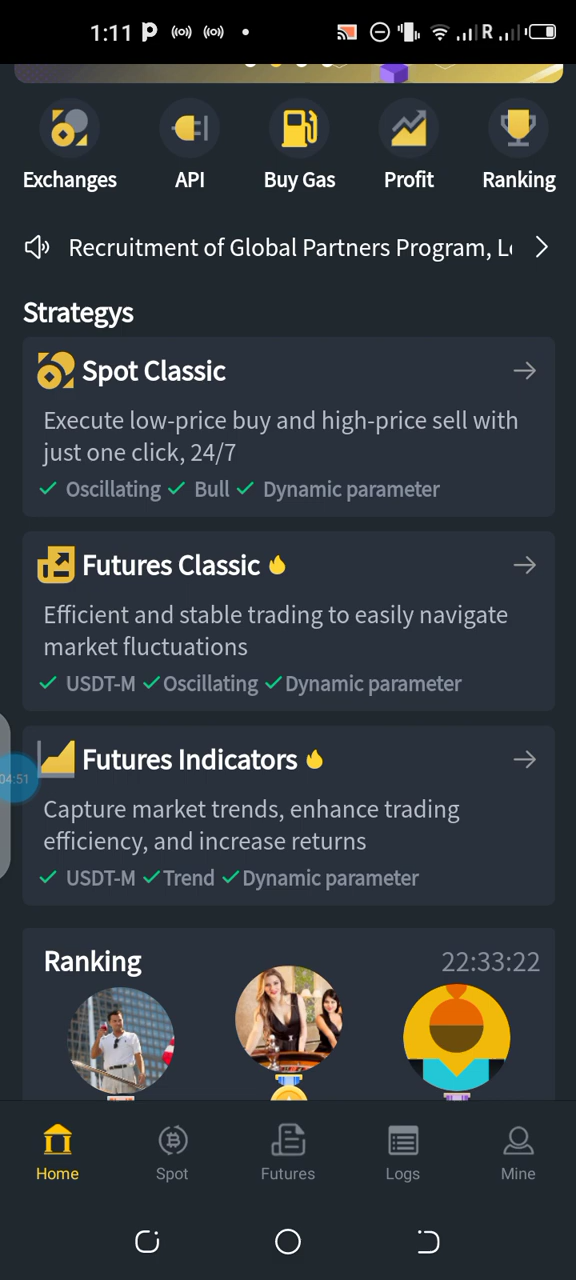 1:11
R
Exchanges API Buy Gas Profit Ranking
Recruitment of Global Partners Program,
Strategys
Spot Classic
Execute low-price buy and high-price sell with
just one click, 24/7
Oscillating Bull Dynamic parameter
Futures Classic
Efficient and stable trading to easily navigate
market fluctuations
USDT-M Oscillating Dynamic parameter
04:51
Futures Indicators
Capture market trends, enhance trading
efficiency, and increase returns
USDT-M Trend Dynamic parameter
Ranking 22:33:22
Home Spot Futures Logs Mine